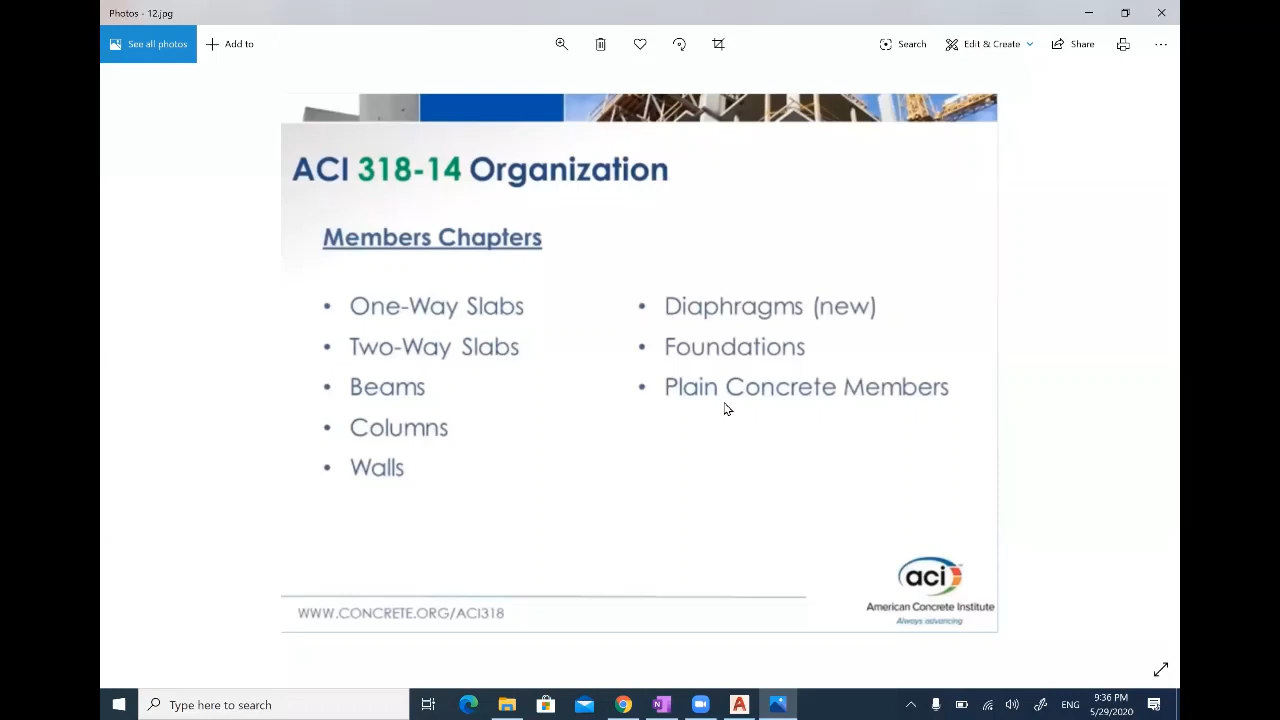 Photos - 12.jpg
See all photos
Add to
Search
Edit & Create
Share
ACI 318-14 Organization
Members Chapters
• One-Way Slabs
• Two-Way Slabs
• Beams
• Columns
• Walls
• Diaphragms (new)
• Foundations
• Plain Concrete Members
WWW.CONCRETE.ORG/ACI318
aci
American Concrete Institute
Always advancing
Type here to search
ENG
9:36 PM
5/29/2020